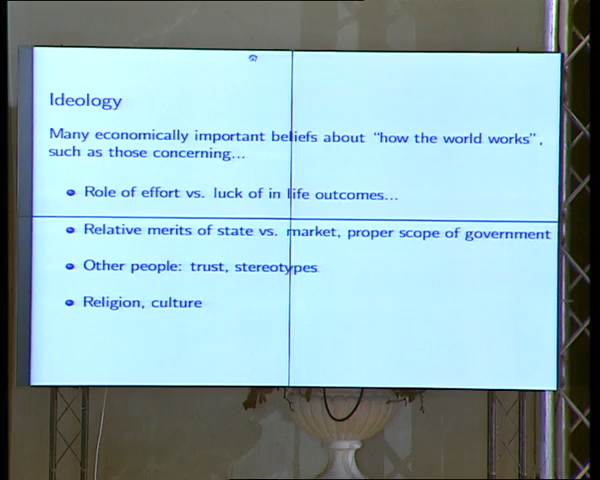 Ideology
Many economically important beliefs about "how the world works",
such as those concerning...
Role of effort vs. luck of in life outcomes...
Relative merits of state vs. market, proper scope of government
Other people: trust, stereotypes
Religion, culture